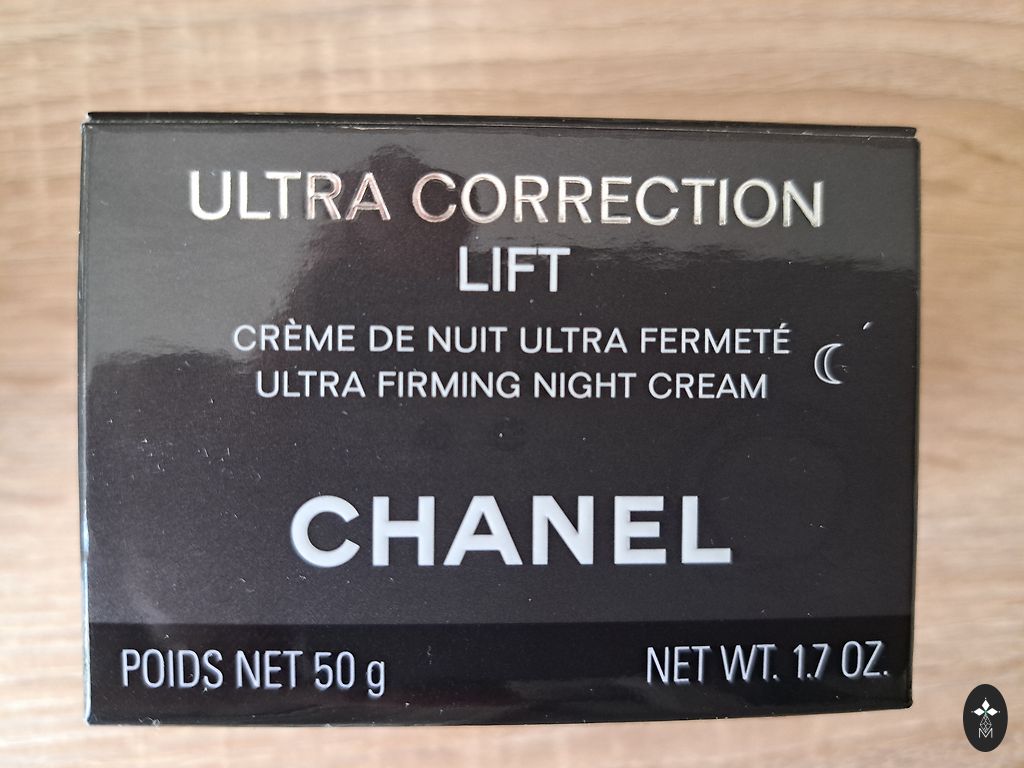 ULTRA CORRECTION
LIFT
CRÈME DE NUIT ULTRA FERMETÉ
ULTRA FIRMING NIGHT CREAM
CHANEL
POIDS NET 50 g
NET WT. 1.7 OZ.
M